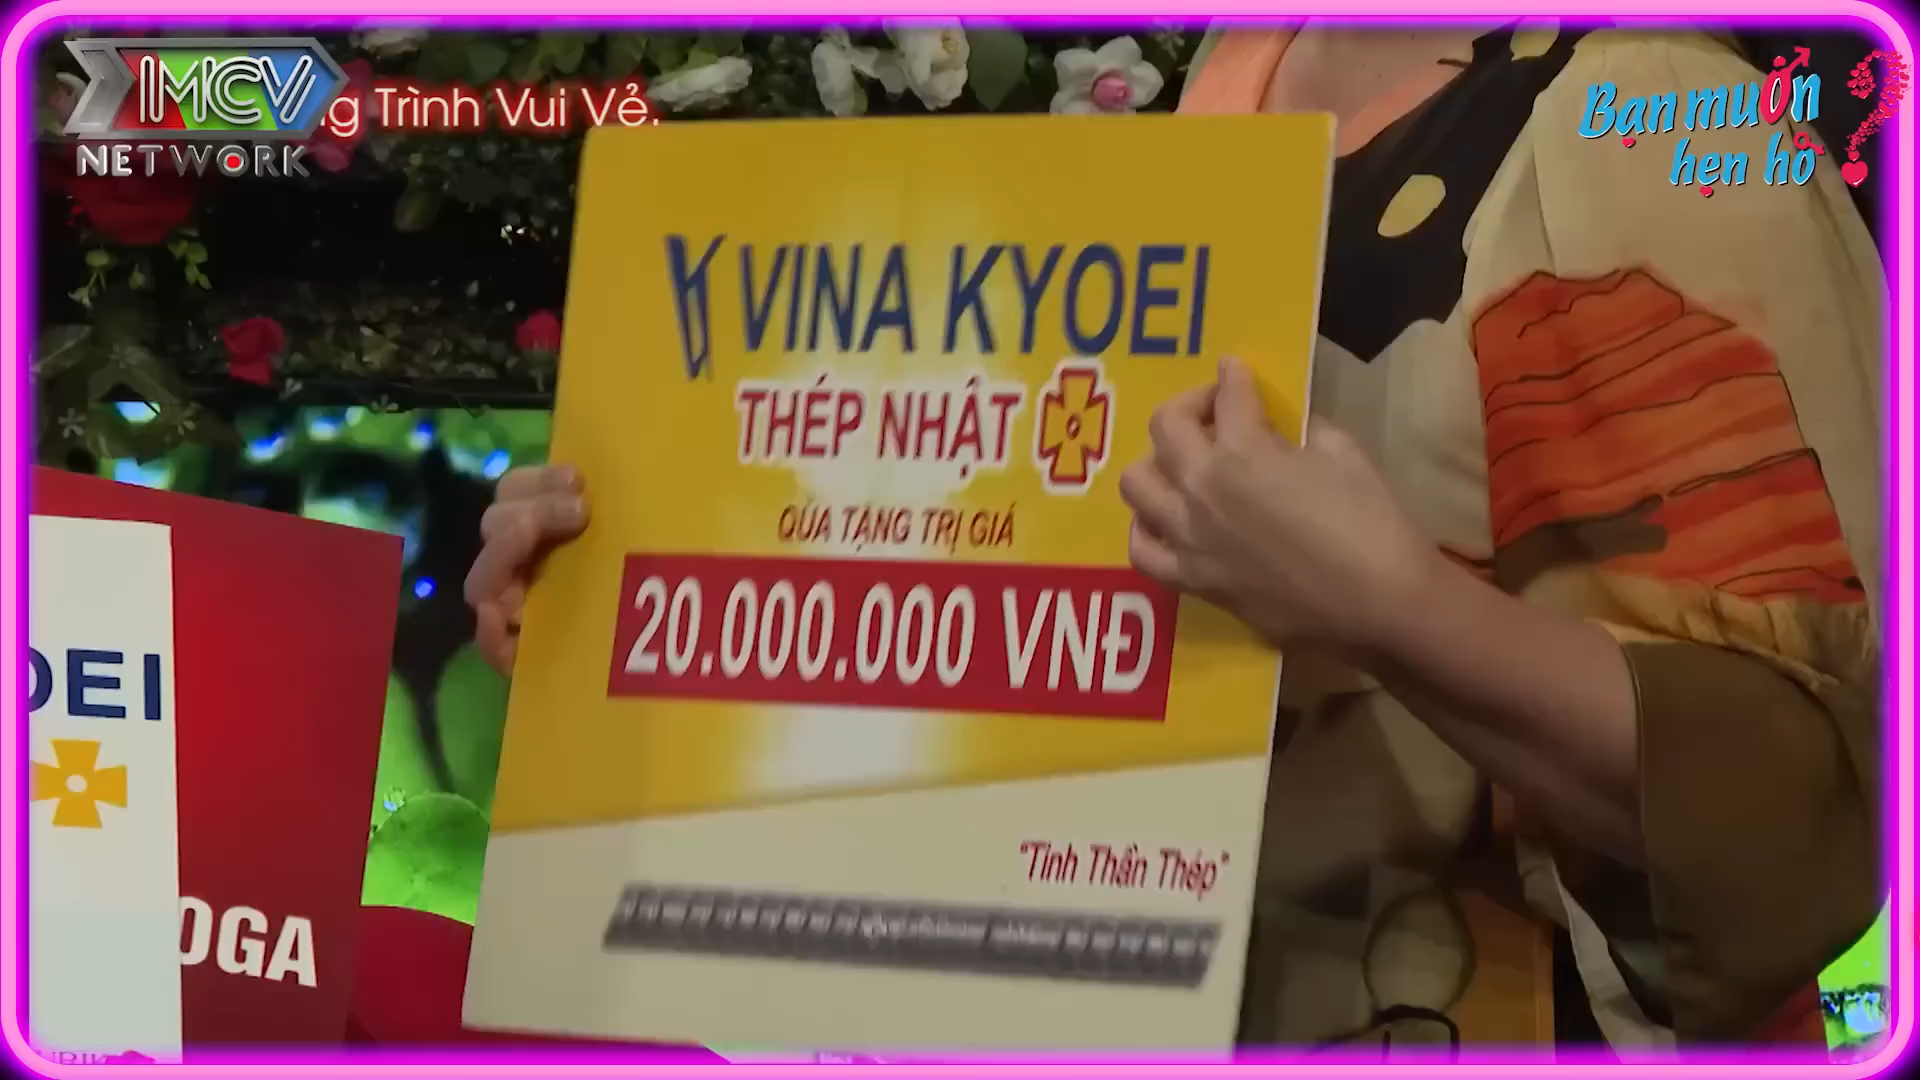 MCV
NETWORK
ng Trình Vui Vẻ.
Bạn muốn
hẹn hò
?
VINA KYOEI
THÉP NHẬT
QÙA TẶNG TRỊ GIÁ
20.000.000 VNĐ
"Tinh Thần Thép"
OEI
OGA